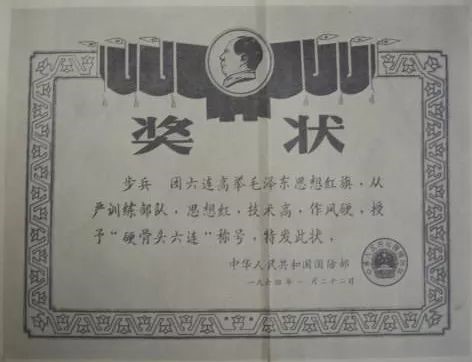 奖状
步兵 团六连高举毛泽东思想红旗，从
严训练部队，思想红，技术高，作风硬，授
予“硬骨头六连”称号，特发此状。
中华人民共和国国防部
一九六四年一月二十二日